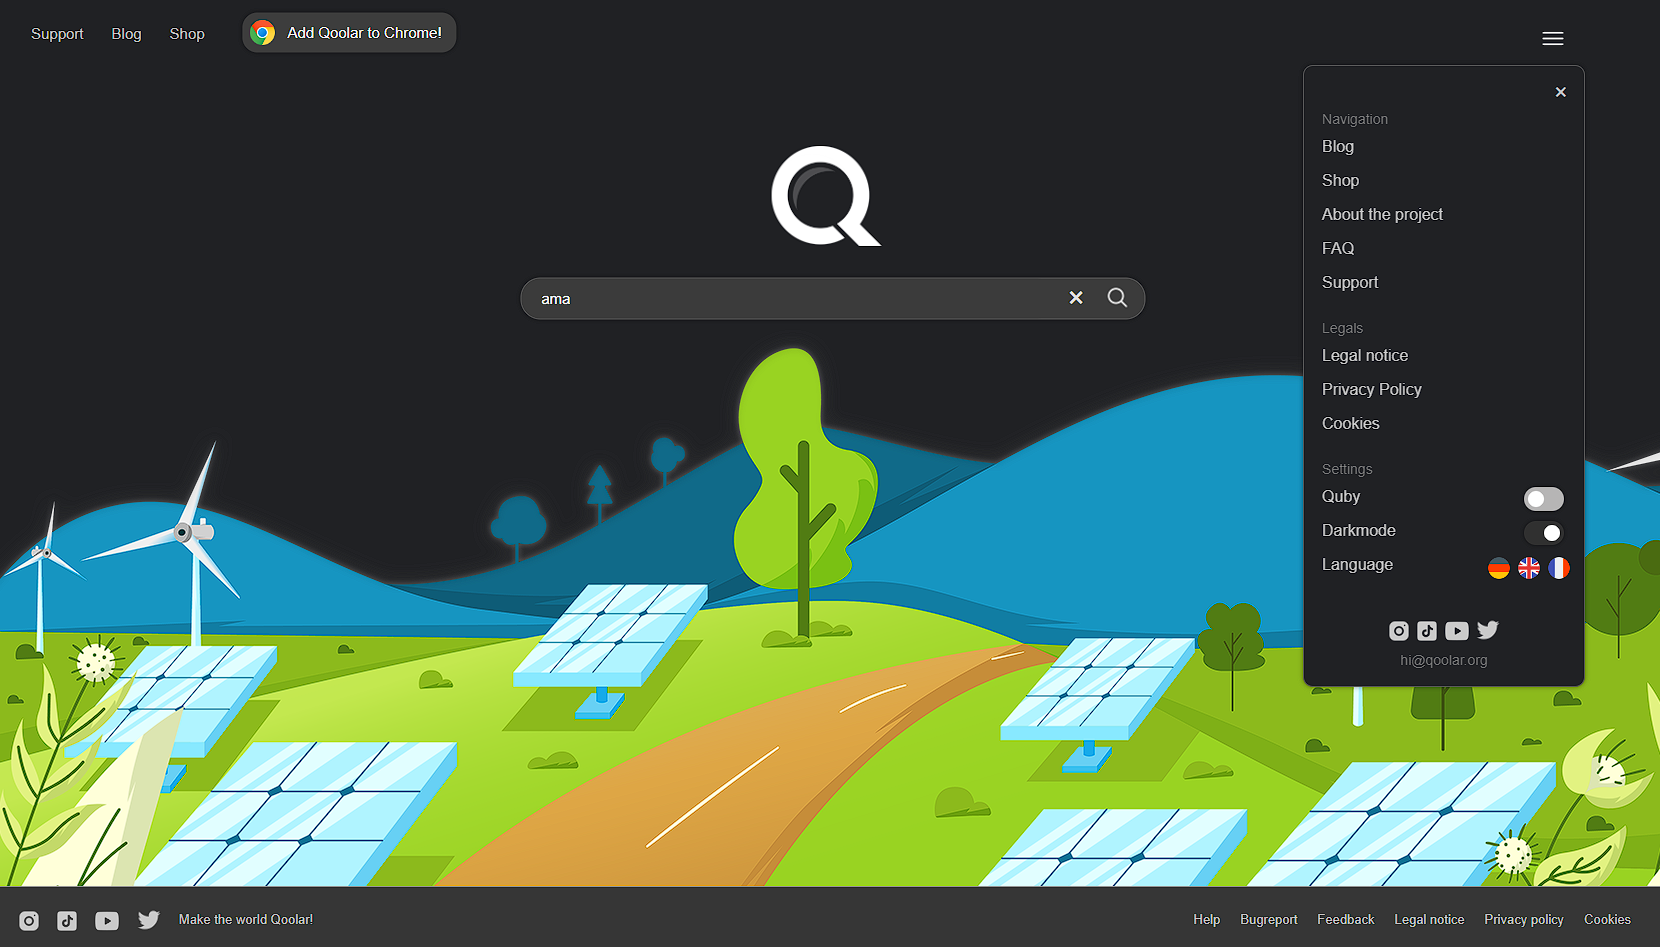 Support
Blog
Shop
Add Qoolar to Chrome!
ama
Navigation
Blog
Shop
About the project
FAQ
Support
Legals
Legal notice
Privacy Policy
Cookies
Settings
Quby
Darkmode
Language
hi@qoolar.org
Make the world Qoolar!
Help
Bugreport
Feedback
Legal notice
Privacy policy
Cookies